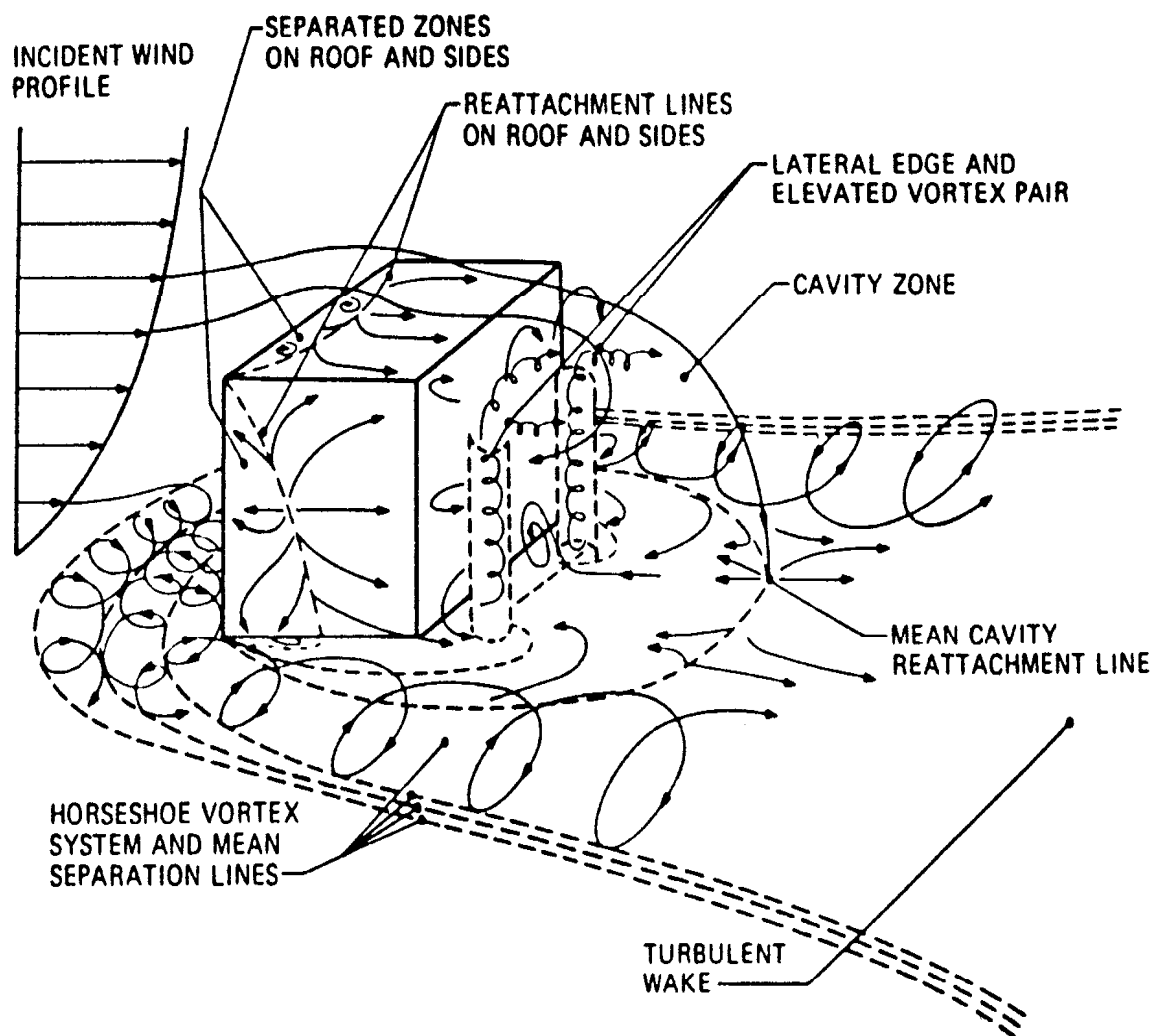 SEPARATED ZONES
ON ROOF AND SIDES
INCIDENT WIND
PROFILE
REATTACHMENT LINES
ON ROOF AND SIDES
LATERAL EDGE AND
ELEVATED VORTEX PAIR
CAVITY ZONE
MEAN CAVITY
REATTACHMENT LINE
HORSESHOE VORTEX
SYSTEM AND MEAN
SEPARATION LINES
TURBULENT
WAKE